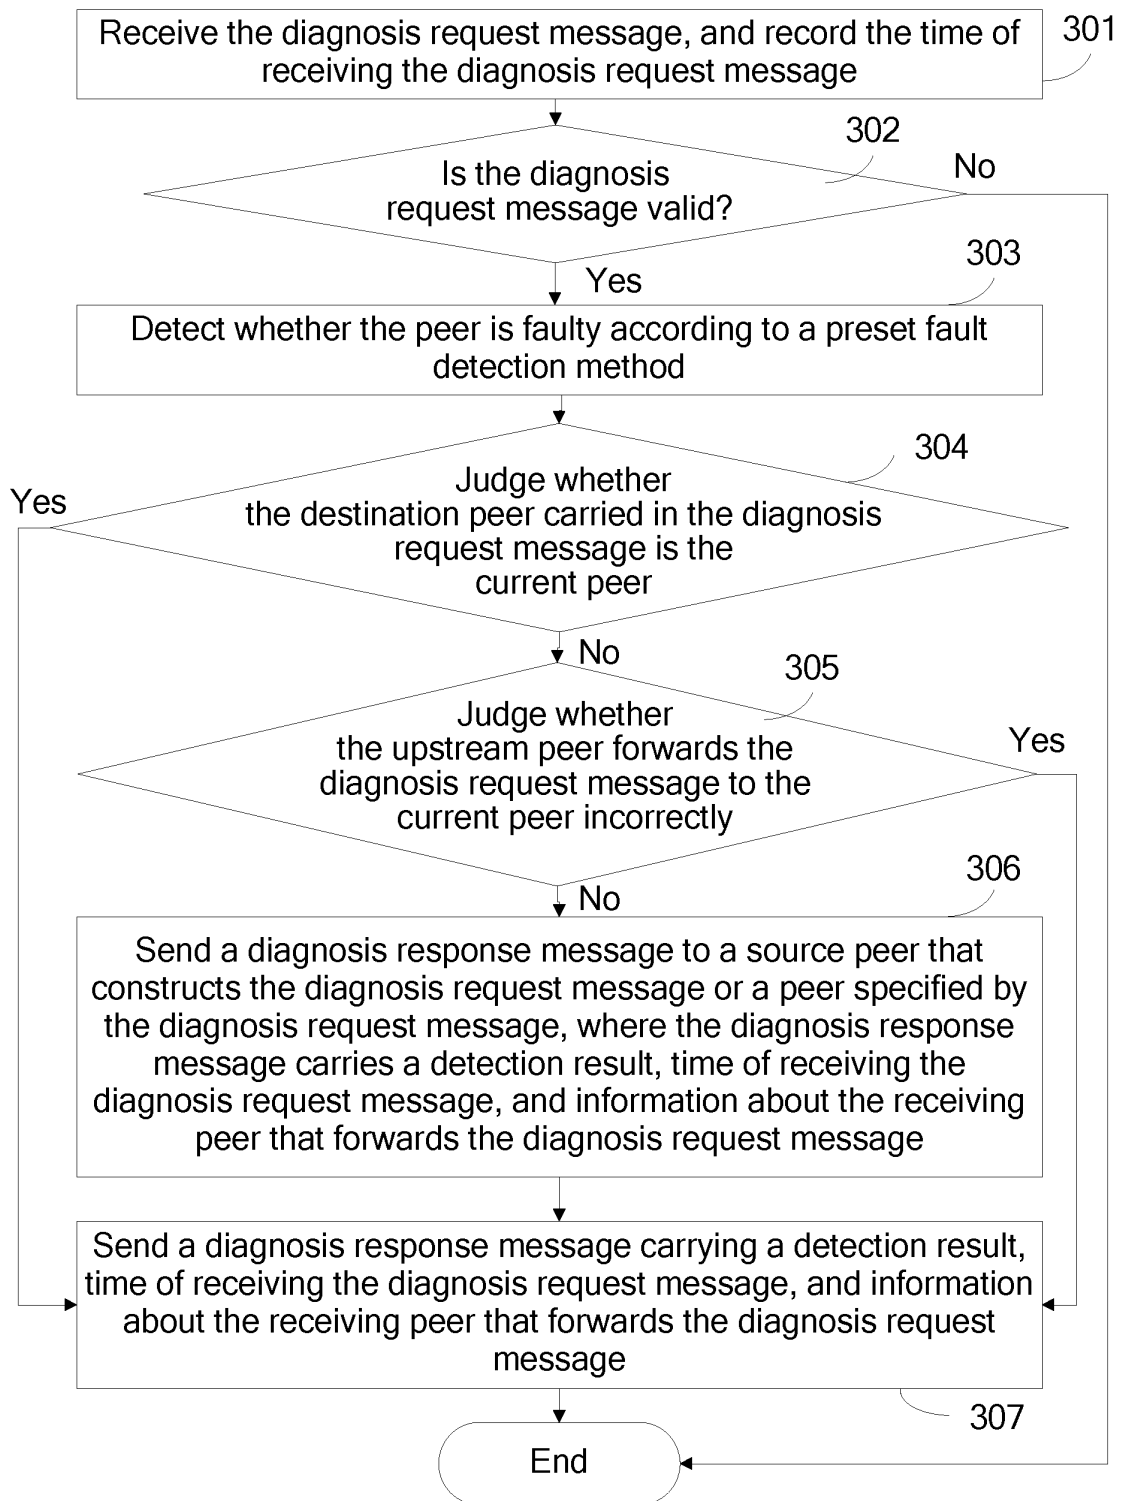 Receive the diagnosis request message, and record the time of
receiving the diagnosis request message
301
302
Is the diagnosis
request message valid?
No
Yes
303
Detect whether the peer is faulty according to a preset fault
detection method
304
Judge whether
the destination peer carried in the diagnosis
request message is the
current peer
Yes
No
305
Judge whether
the upstream peer forwards the
diagnosis request message to the
current peer incorrectly
Yes
No
306
Send a diagnosis response message to a source peer that
constructs the diagnosis request message or a peer specified by
the diagnosis request message, where the diagnosis response
message carries a detection result, time of receiving the
diagnosis request message, and information about the receiving
peer that forwards the diagnosis request message
Send a diagnosis response message carrying a detection result,
time of receiving the diagnosis request message, and information
about the receiving peer that forwards the diagnosis request
message
307
End